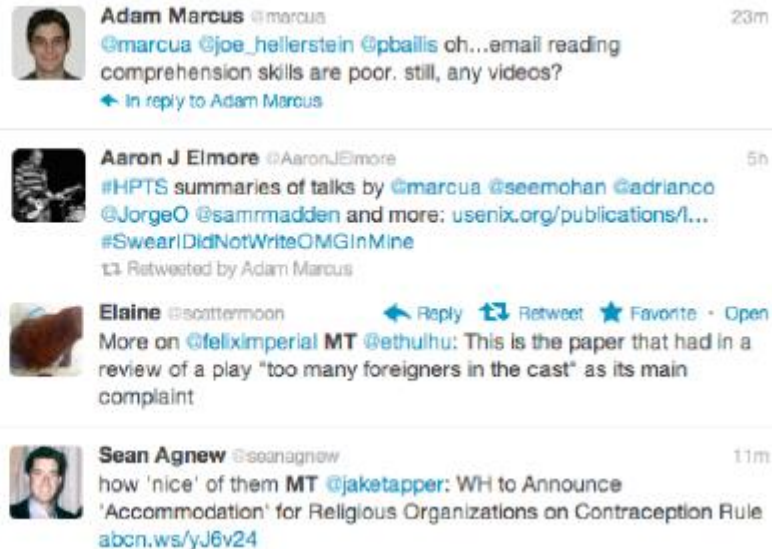 Adam Marcus @marcua 23m
@marcua @joe_hellerstein @pbailis oh...email reading
comprehension skills are poor. still, any videos?
In reply to Adam Marcus
Aaron J Elmore @AaronJElmore 5h
#HPTS summaries of talks by @marcua @seemohan @adrianco
@JorgeO @samrmadden and more: usenix.org/publications/l...
#SwearIDidNotWriteOMGInMine
Retweeted by Adam Marcus
Elaine @scattermoon Reply Retweet Favorite · Open
More on @felixImperial MT @ethulhu: This is the paper that had in a
review of a play "too many foreigners in the cast" as its main
complaint
Sean Agnew @seanagnew 11m
how 'nice' of them MT @jaketapper: WH to Announce
'Accommodation' for Religious Organizations on Contraception Rule
abcn.ws/yJ6v24